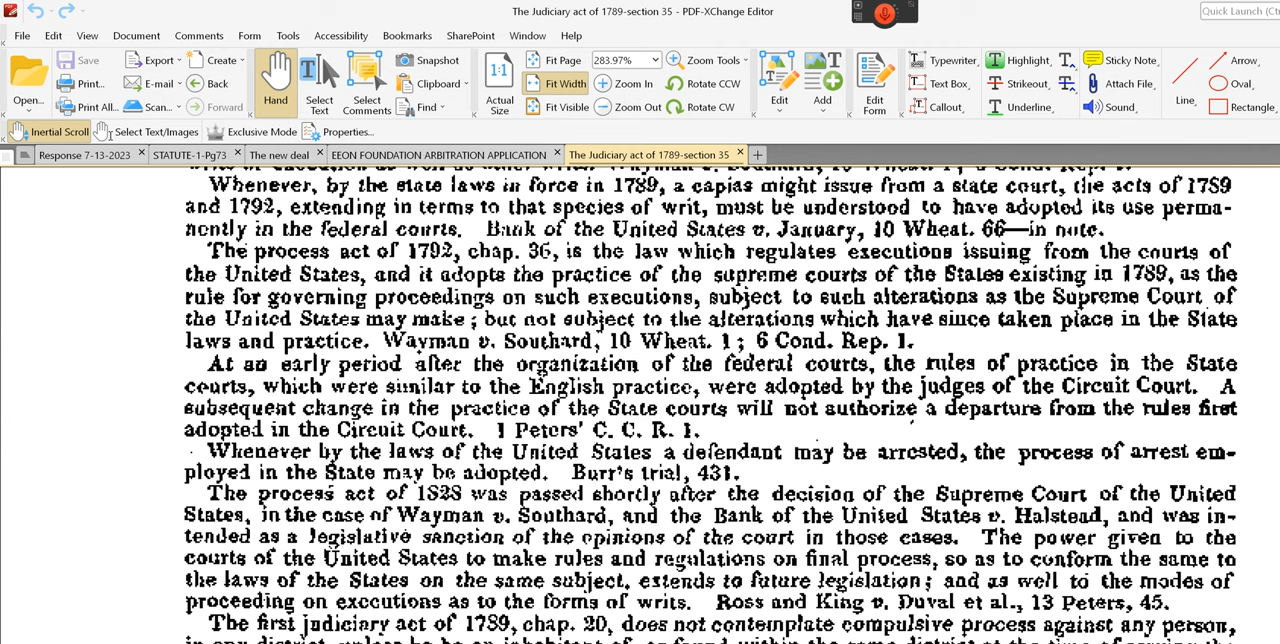 The Judiciary act of 1789-section 35 - PDF-XChange Editor
Quick Launch (Ctr
File Edit View Document Comments Form Tools Accessibility Bookmarks SharePoint Window Help
Open...
Save
Print...
Print All...
Export
E-mail
Scan...
Create
Back
Forward
Hand
Select Text
Select Comments
Snapshot
Clipboard
Find
1:1
Actual Size
Fit Page
Fit Width
Fit Visible
283.97%
Zoom In
Zoom Out
Zoom Tools
Rotate CCW
Rotate CW
Edit
Add
Edit Form
Typewriter,
Text Box,
Callout,
Highlight,
Strikeout,
Underline,
Sticky Note,
Attach File,
Sound,
Line,
Arrow,
Oval,
Rectangle,
Inertial Scroll Select Text/Images Exclusive Mode Properties...
Response 7-13-2023 STATUTE-1-Pg73 The new deal EEON FOUNDATION ARBITRATION APPLICATION The Judiciary act of 1789-section 35
Whenever, by the state laws in force in 1789, a capias might issue from a state court, the acts of 1789
and 1792, extending in terms to that species of writ, must be understood to have adopted its use perma-
nently in the federal courts. Bank of the United States v. January, 10 Wheat. 66—in note.
The process act of 1792, chap. 36, is the law which regulates executions issuing from the courts of
the United States, and it adopts the practice of the supreme courts of the States existing in 1789, as the
rule for governing proceedings on such executions, subject to such alterations as the Supreme Court of
the United States may make; but not subject to the alterations which have since taken place in the State
laws and practice. Wayman v. Southard, 10 Wheat. 1; 6 Cond. Rep. 1.
At an early period after the organization of the federal courts, the rules of practice in the State
courts, which were similar to the English practice, were adopted by the judges of the Circuit Court. A
subsequent change in the practice of the State courts will not authorize a departure from the rules first
adopted in the Circuit Court. 1 Peters' C. C. R. 1.
Whenever by the laws of the United States a defendant may be arrested, the process of arrest em-
ployed in the State may be adopted. Burr's trial, 431.
The process act of 1828 was passed shortly after the decision of the Supreme Court of the United
States, in the case of Wayman v. Southard, and the Bank of the United States v. Halstead, and was in-
tended as a legislative sanction of the opinions of the court in those cases. The power given to the
courts of the United States to make rules and regulations on final process, so as to conform the same to
the laws of the States on the same subject, extends to future legislation; and as well to the modes of
proceeding on executions as to the forms of writs. Ross and King v. Duval et al., 13 Peters, 45.
The first judiciary act of 1789, chap. 20, does not contemplate compulsive process against any person,